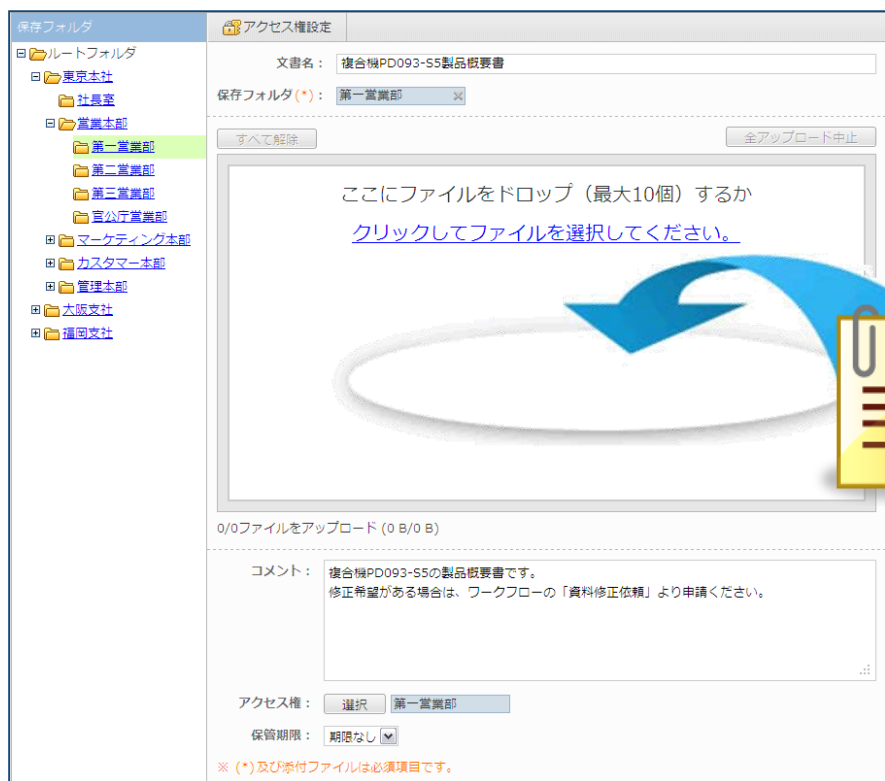 保存フォルダ
ルートフォルダ
東京本社
社長室
営業本部
第一営業部
第二営業部
第三営業部
官公庁営業部
マーケティング本部
カスタマー本部
管理本部
大阪支社
福岡支社
アクセス権設定
文書名： 複合機PD093-S5製品概要書
保存フォルダ(*)： 第一営業部
すべて解除 全アップロード中止
ここにファイルをドロップ（最大10個）するか
クリックしてファイルを選択してください。
0/0ファイルをアップロード (0 B/0 B)
コメント： 複合機PD093-S5の製品概要書です。
修正希望がある場合は、ワークフローの「資料修正依頼」より申請ください。
アクセス権： 選択 第一営業部
保管期限： 期限なし
※ (*)及び添付ファイルは必須項目です。